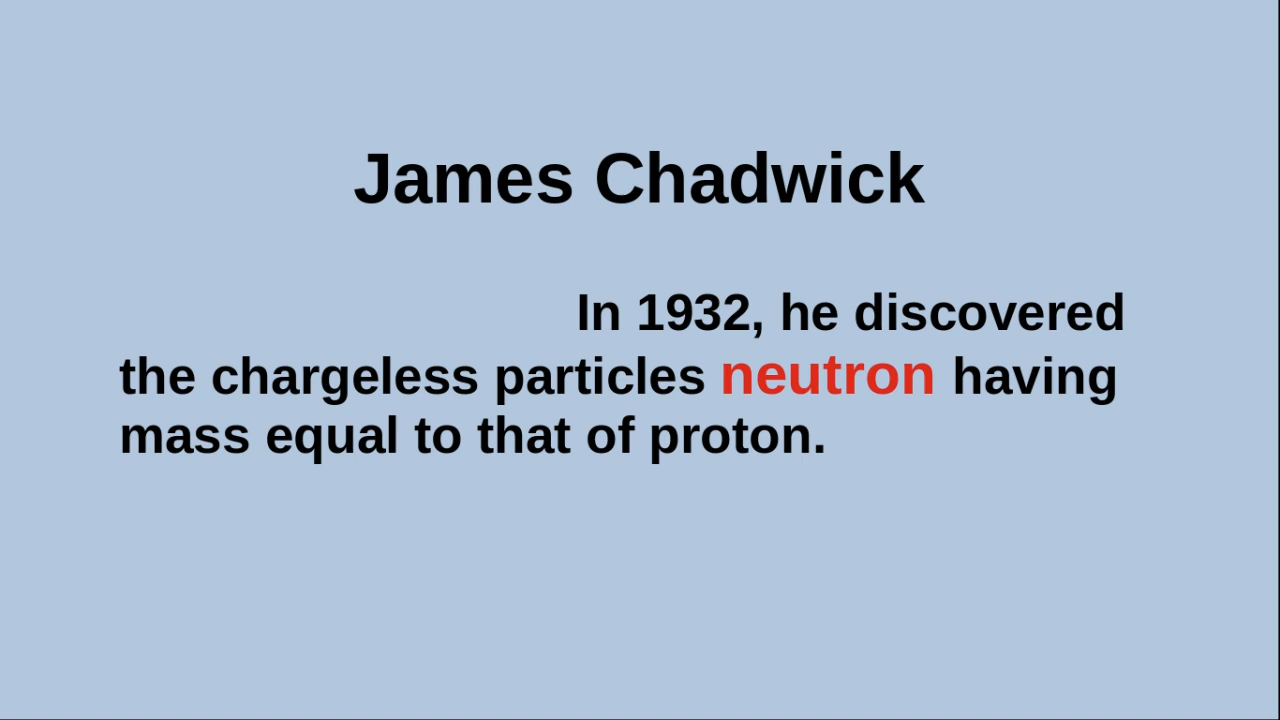 James Chadwick
In 1932, he discovered
the chargeless particles neutron having
mass equal to that of proton.